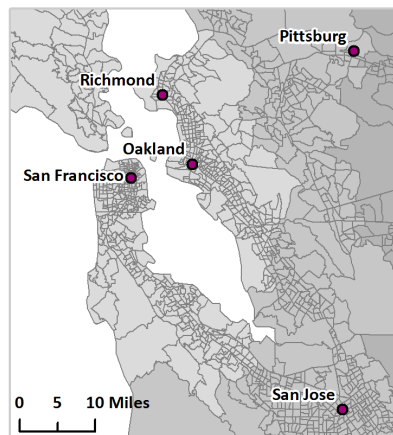 Pittsburg
Richmond
Oakland
San Francisco
San Jose
0 5 10 Miles